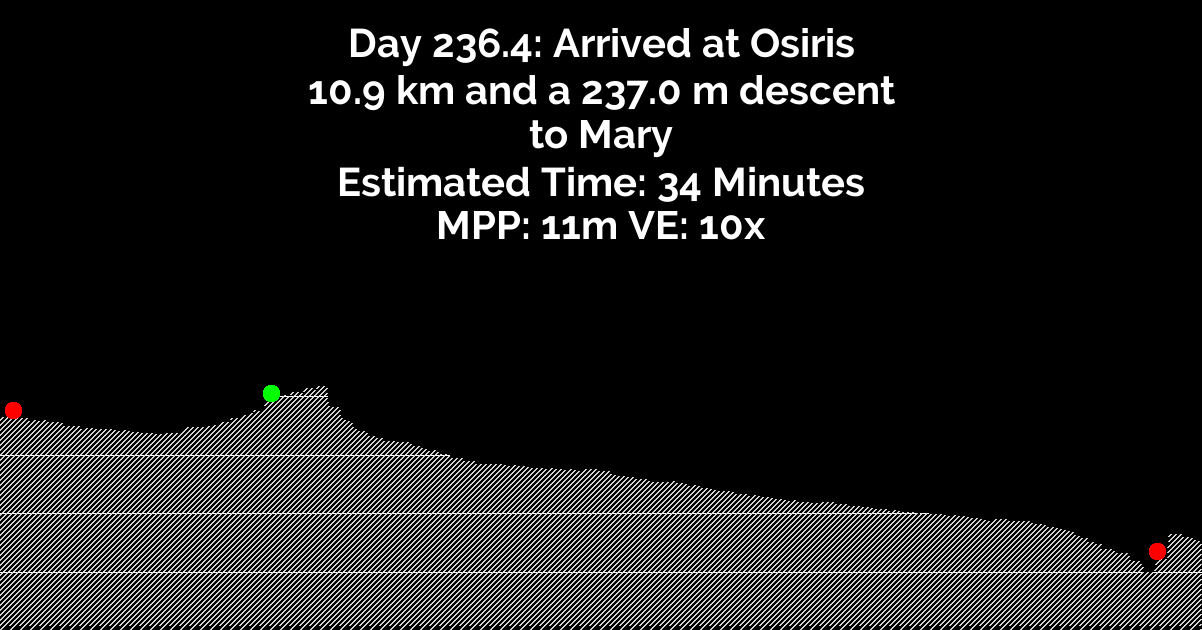 Day 236.4: Arrived at Osiris
10.9 km and a 237.0 m descent
to Mary
Estimated Time: 34 Minutes
MPP: 11m VE: 10x